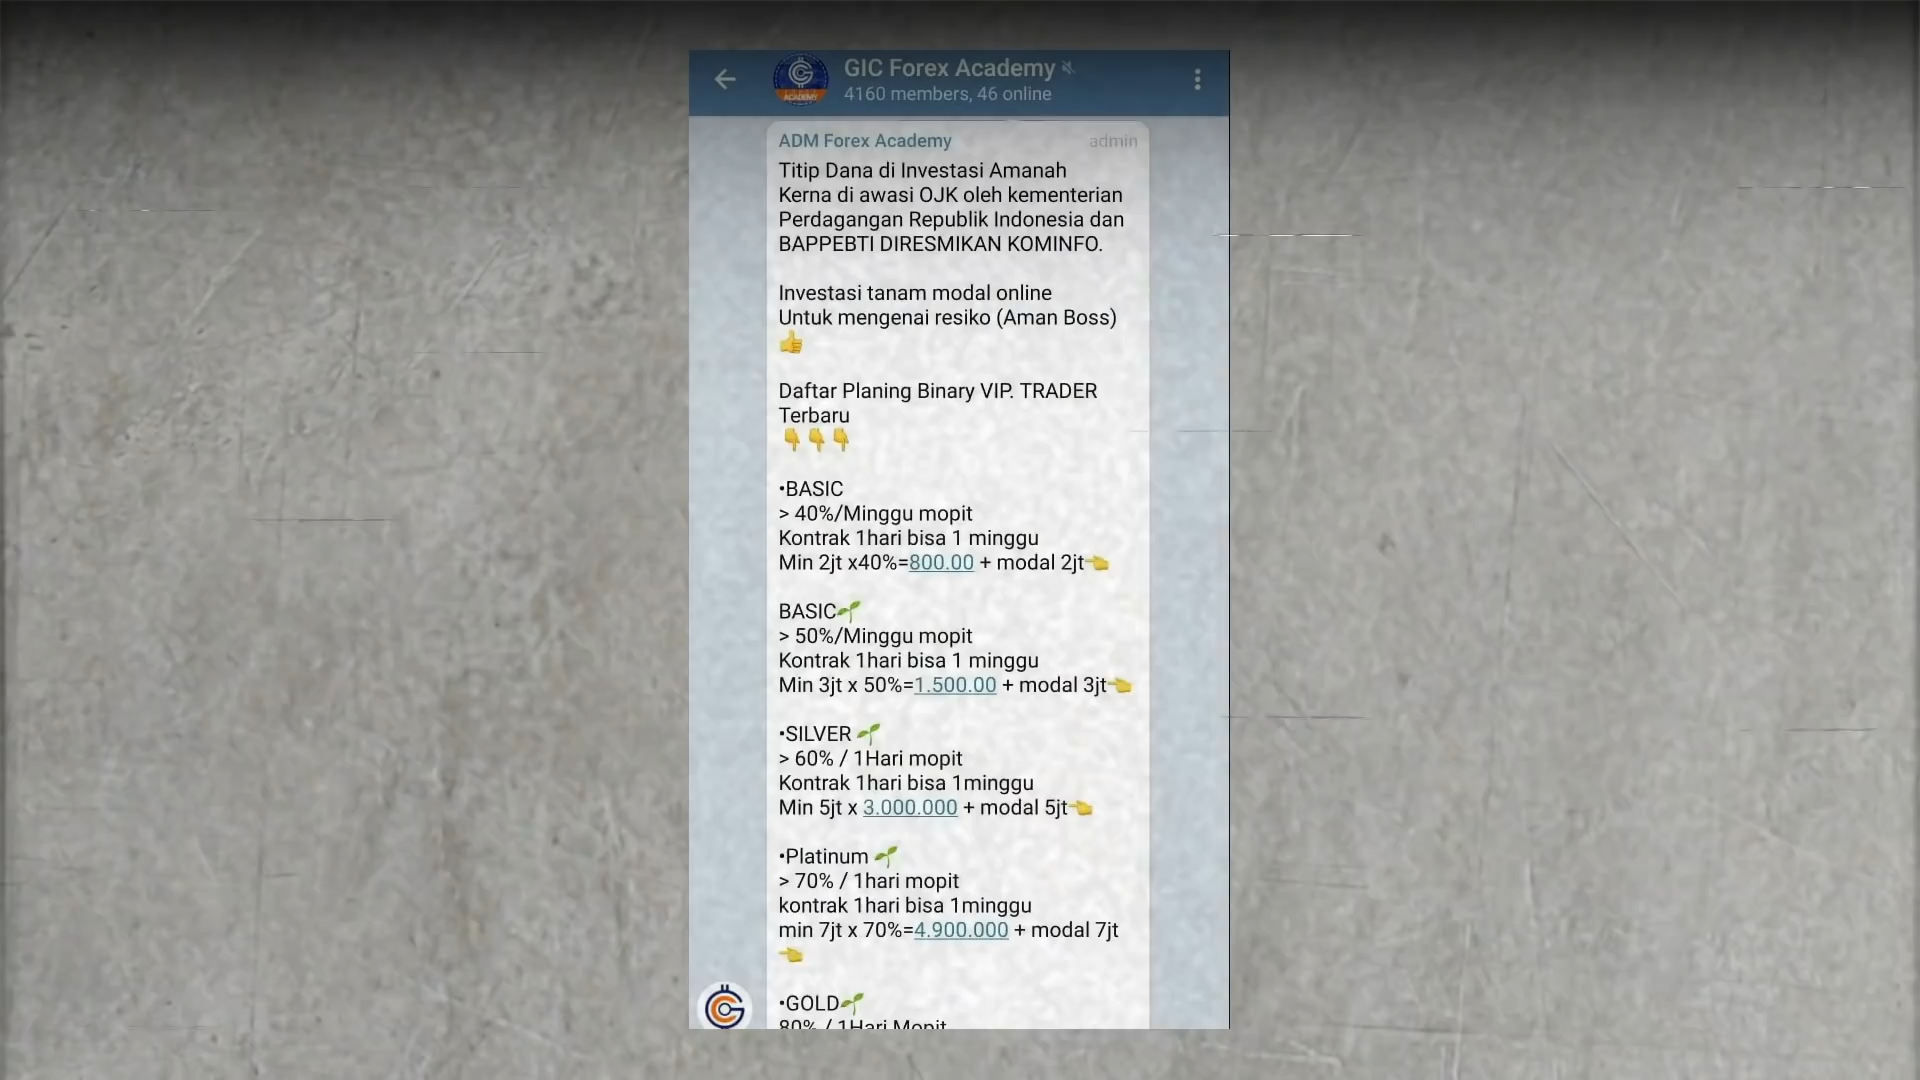 GIC Forex Academy
4160 members, 46 online
ACADEMY
ADM Forex Academy admin
Titip Dana di Investasi Amanah
Kerna di awasi OJK oleh kementerian
Perdagangan Republik Indonesia dan
BAPPEBTI DIRESMIKAN KOMINFO.
Investasi tanam modal online
Untuk mengenai resiko (Aman Boss)
👍
Daftar Planing Binary VIP. TRADER
Terbaru
👇👇👇
•BASIC
> 40%/Minggu mopit
Kontrak 1hari bisa 1 minggu
Min 2jt x40%=800.00 + modal 2jt👈
BASIC🌱
> 50%/Minggu mopit
Kontrak 1hari bisa 1 minggu
Min 3jt x 50%=1.500.00 + modal 3jt👈
•SILVER 🌱
> 60% / 1Hari mopit
Kontrak 1hari bisa 1minggu
Min 5jt x 3.000.000 + modal 5jt👈
•Platinum 🌱
> 70% / 1hari mopit
kontrak 1hari bisa 1minggu
min 7jt x 70%=4.900.000 + modal 7jt
👈
•GOLD🌱
80% / 1Hari Mopit